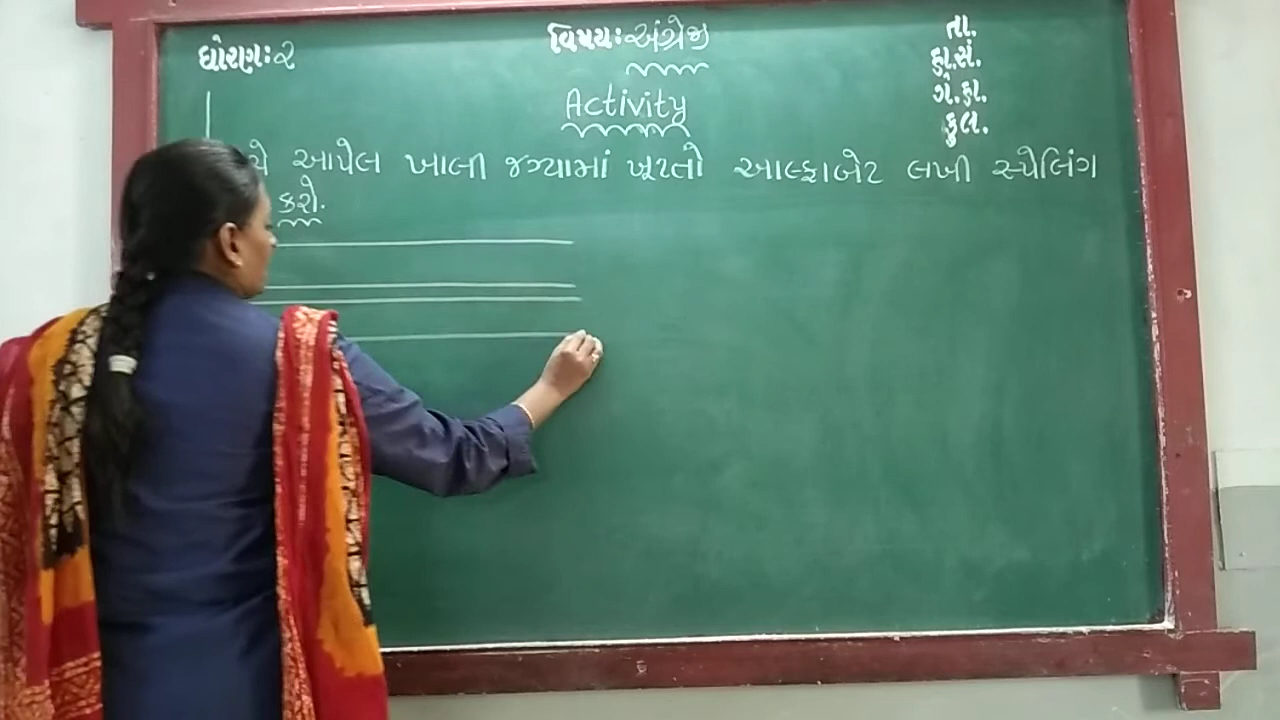 ધોરણઃ ૨
વિષયઃ અંગ્રેજી
તા.
હા.સં.
ગે.હા.
કુલ.
Activity
આપેલ ખાલી જગ્યામાં ખૂટતો આલ્ફાબેટ લખી સ્પેલિંગ
કરો.